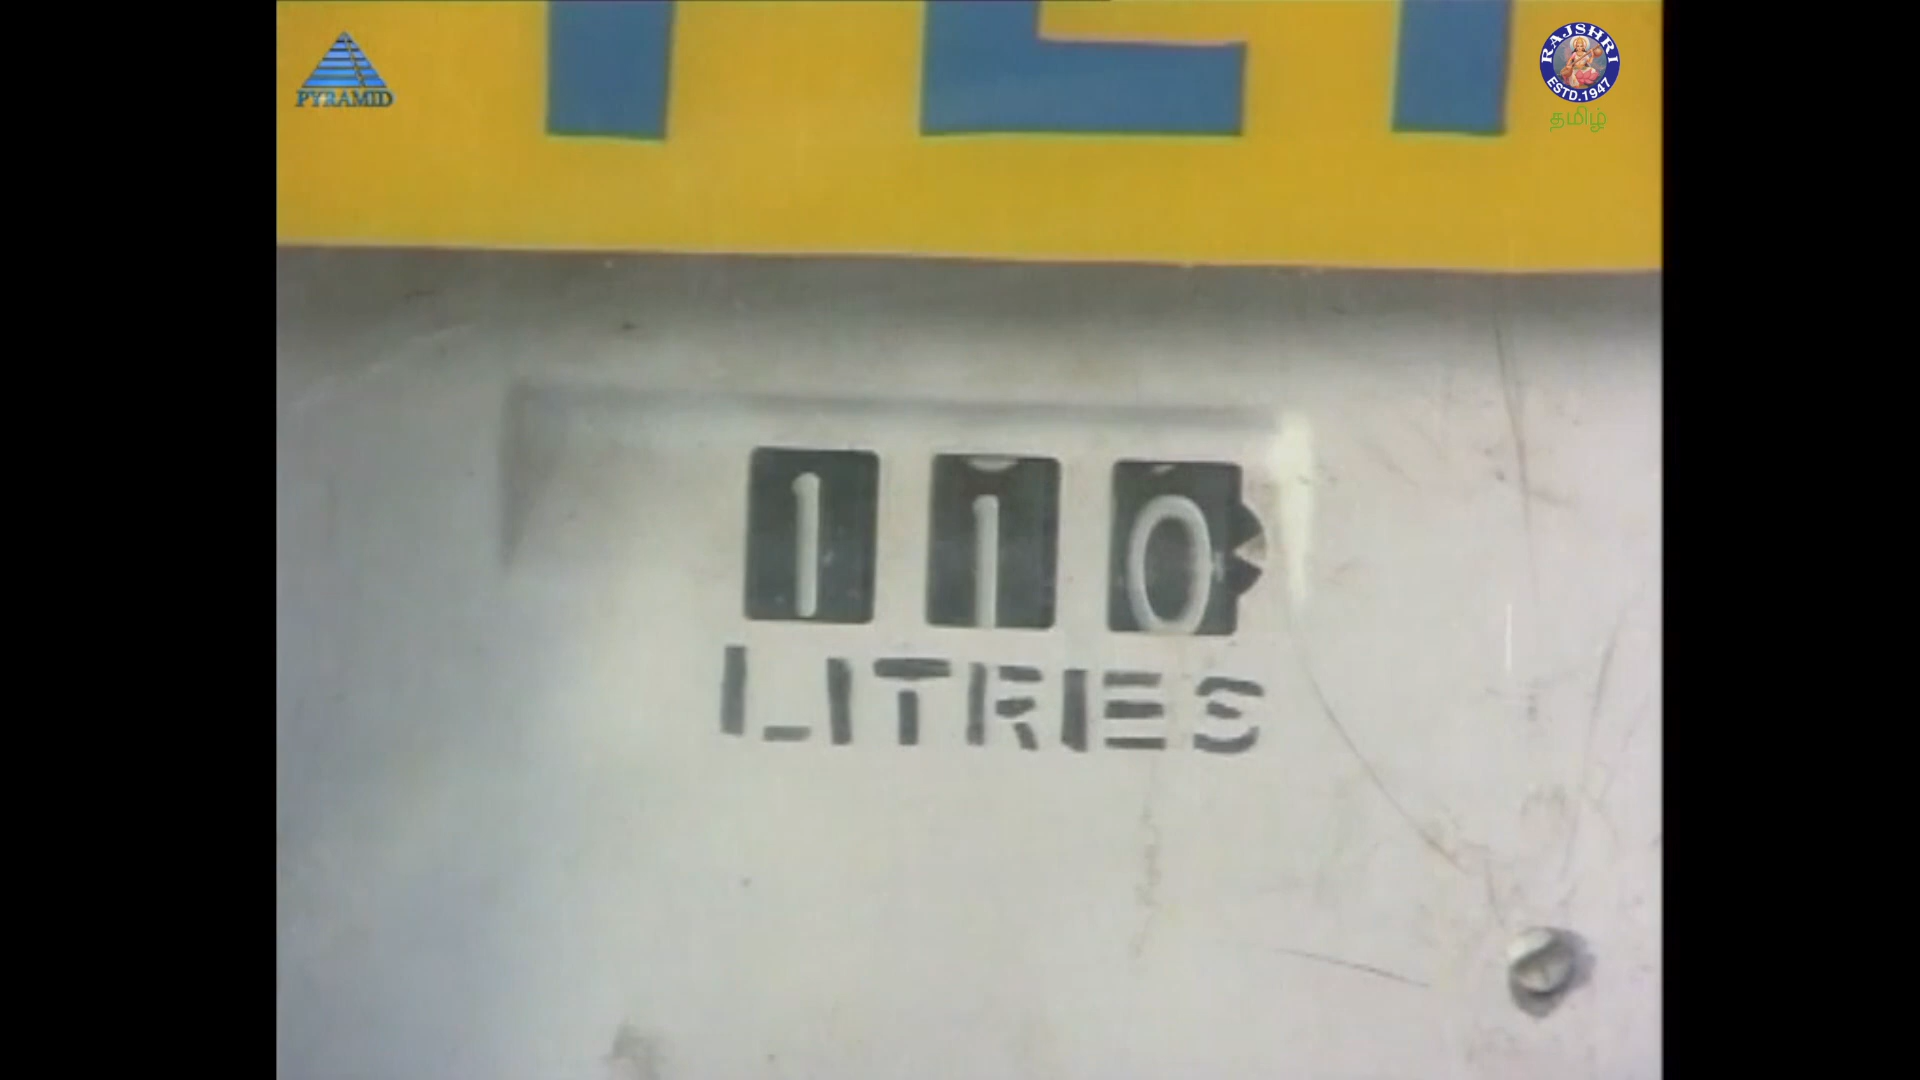 PYRAMID
RAJSHRI
ESTD.1947
தமிழ்
110
LITRES